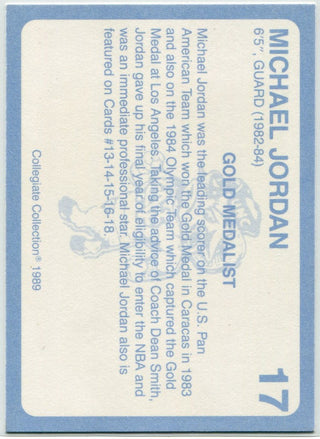 MICHAEL JORDAN
17
6'5", GUARD (1982-84)
GOLD MEDALIST
Michael Jordan was the leading scorer on the U.S. Pan
American Team which won the Gold Medal in Caracas in 1983
and also on the 1984 Olympic Team which captured the Gold
Medal at Los Angeles. Taking the advice of Coach Dean Smith,
Jordan gave up his final year of eligibility to enter the NBA and
was an immediate professional star. Michael Jordan also is
featured on Cards #13-14-15-16-18.
Collegiate Collection® 1989